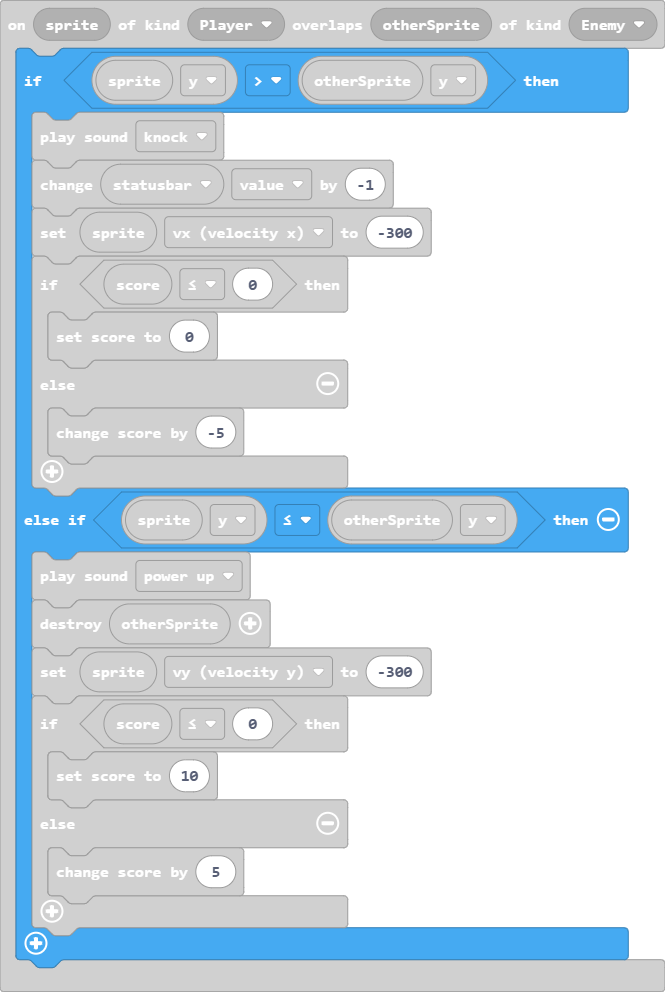 on sprite of kind Player overlaps otherSprite of kind Enemy
if sprite y > otherSprite y then
play sound knock
change statusbar value by -1
set sprite vx (velocity x) to -300
if score ≤ 0 then
set score to 0
else
change score by -5
else if sprite y ≤ otherSprite y then
play sound power up
destroy otherSprite
set sprite vy (velocity y) to -300
if score ≤ 0 then
set score to 10
else
change score by 5